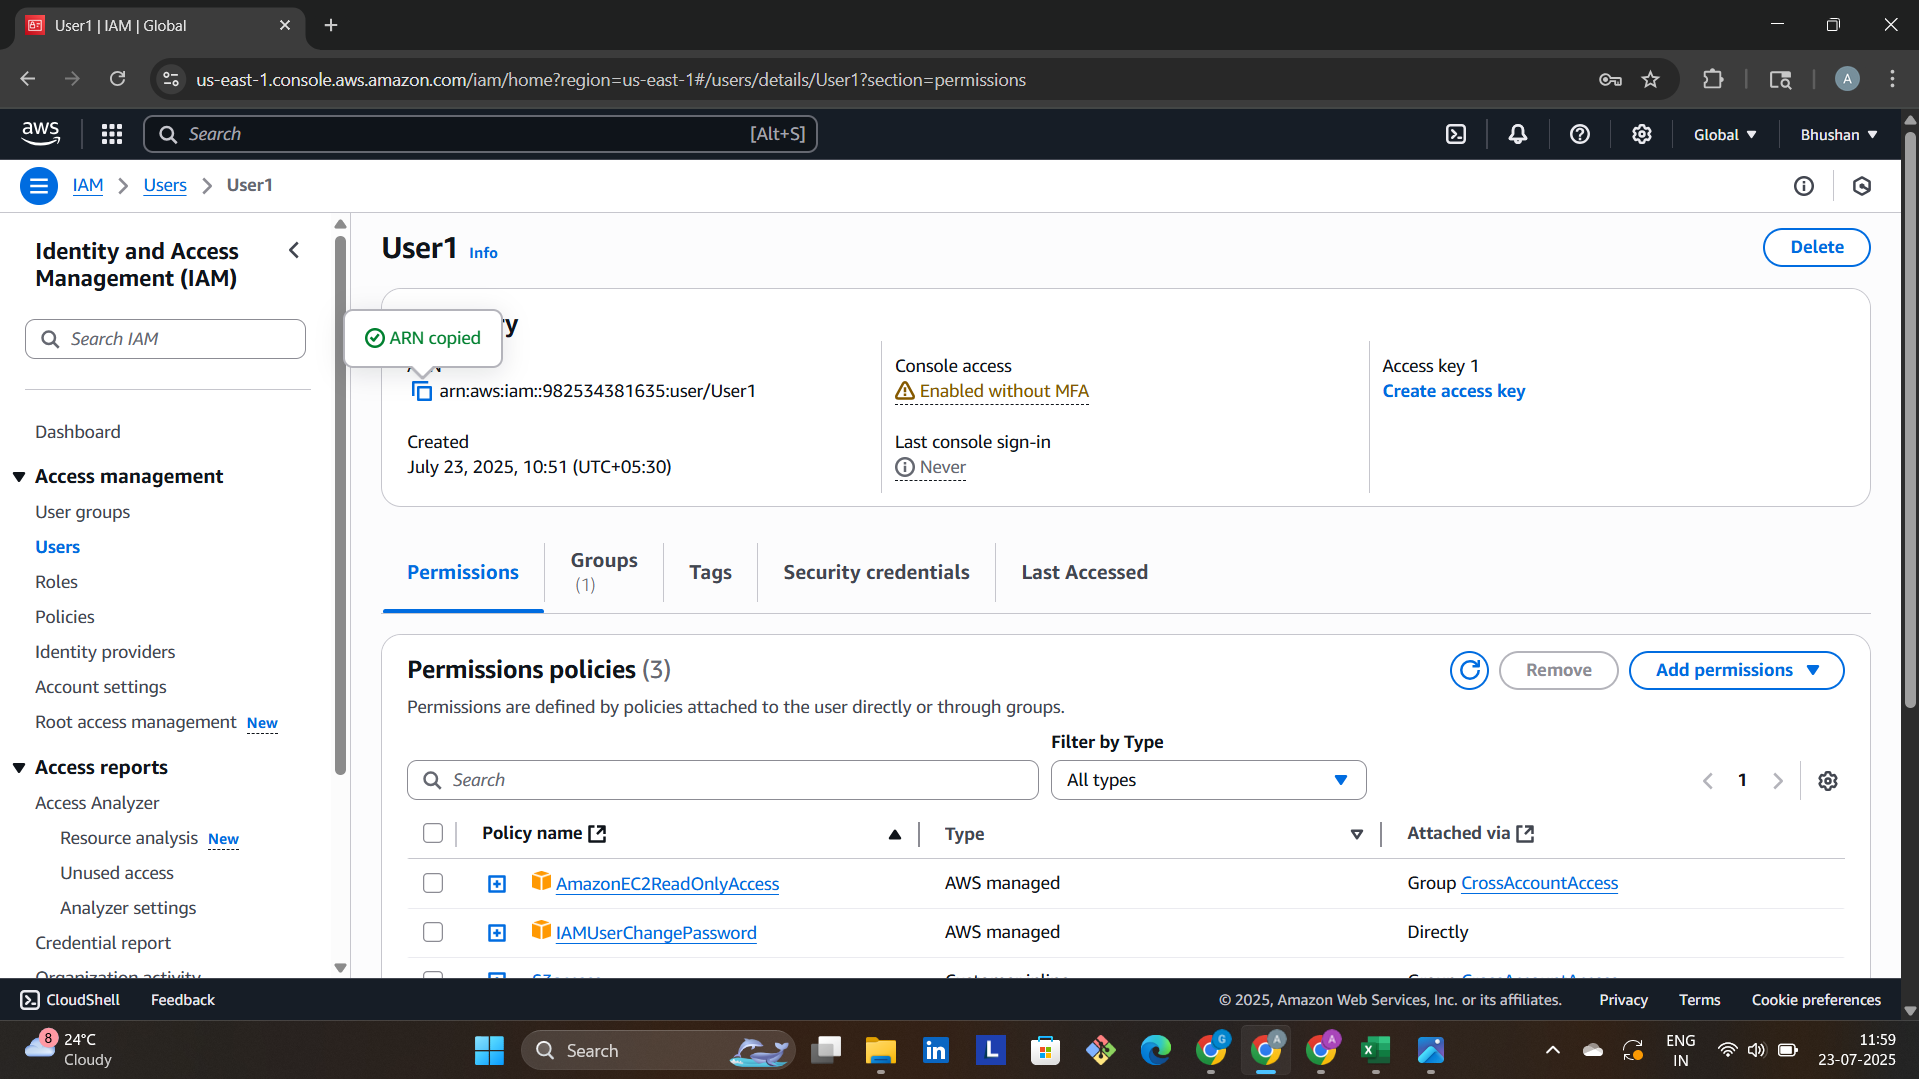 User1 | IAM | Global
us-east-1.console.aws.amazon.com/iam/home?region=us-east-1#/users/details/User1?section=permissions
A
aws
Search
[Alt+S]
Global
Bhushan
IAM
Users
User1
Identity and Access
Management (IAM)
Search IAM
Dashboard
Access management
User groups
Users
Roles
Policies
Identity providers
Account settings
Root access management New
Access reports
Access Analyzer
Resource analysis New
Unused access
Analyzer settings
Credential report
Organization activity
User1 Info
Delete
ARN copied
arn:aws:iam::982534381635:user/User1
Created
July 23, 2025, 10:51 (UTC+05:30)
Console access
Enabled without MFA
Last console sign-in
Never
Access key 1
Create access key
Permissions
Groups
(1)
Tags
Security credentials
Last Accessed
Permissions policies (3)
Permissions are defined by policies attached to the user directly or through groups.
Remove
Add permissions
Filter by Type
Search
All types
1
Policy name
Type
Attached via
AmazonEC2ReadOnlyAccess
AWS managed
Group CrossAccountAccess
IAMUserChangePassword
AWS managed
Directly
CloudShell
Feedback
© 2025, Amazon Web Services, Inc. or its affiliates.
Privacy
Terms
Cookie preferences
8
24°C
Cloudy
Search
in
L
G
A
A
ENG
IN
11:59
23-07-2025